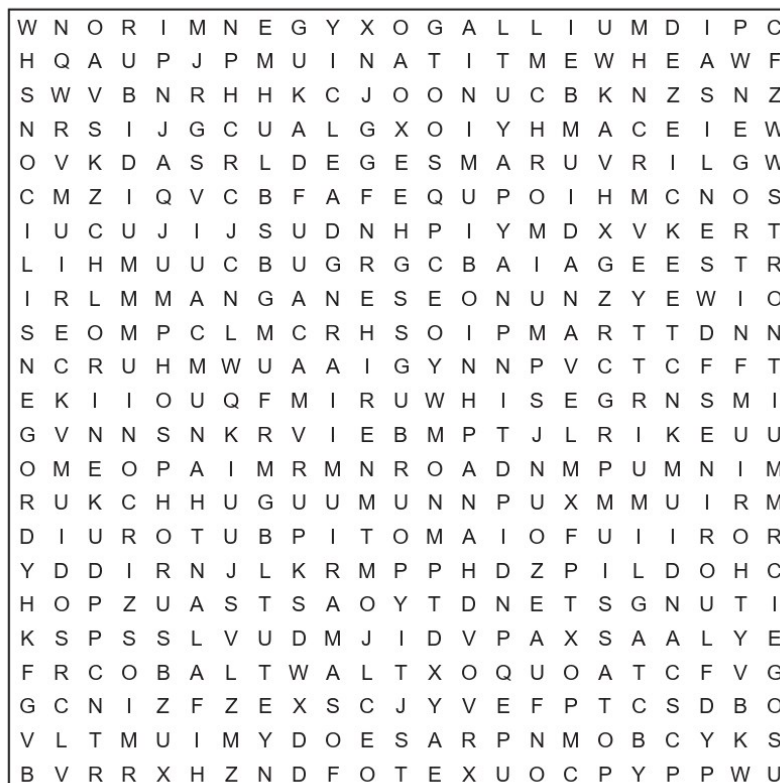 W N O R I M N E G Y X O G A L L I U M D I P C
H Q A U P J P M U I N A T I T M E W H E A W F
S W V B N R H H K C J O O N U C B K N Z S N Z
N R S I J G C U A L G X O I Y H M A C E I E W
O V K D A S R L D E G E S M A R U V R I L G W
C M Z I Q V C B F A F E Q U P O I H M C N O S
I U C U J I J S U D N H P I Y M D X V K E R T
L I H M U U C B U G R G C B A I A G E E S T R
I R L M M A N G A N E S E O N U N Z Y E W I O
S E O M P C L M C R H S O I P M A R T T D N N
N C R U H M W U A A I G Y N N P V C T C F F T
E K I I O U Q F M I R U W H I S E G R N S M I
G V N N S N K R V I E B M P T J L R I K E U U
O M E O P A I M R M N R O A D N M P U M N I M
R U K C H H U G U U M U N N P U X M M U I R M
D I U R O T U B P I T O M A I O F U I I R O R
Y D D I R N J L K R M P P H D Z P I L D O H C
H O P Z U A S T S A O Y T D N E T S G N U T I
K S P S S L V U D M J I D V P A X S A A L Y E
F R C O B A L T W A L T X O Q U O A T C F V G
G C N I Z F Z E X S C J Y V E F P T C S D B O
V L T M U I M Y D O E S A R P N M O B C Y K S
B V R R X H Z N D F O T E X U O C P Y P P W U